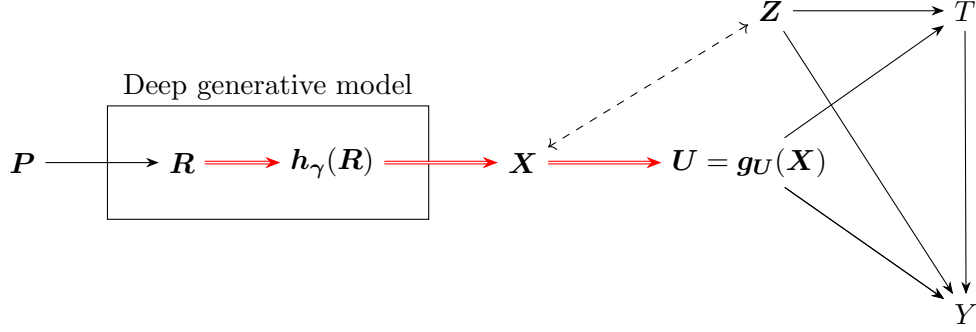 Z T
Deep generative model
P R h_γ(R) X U = g_U(X)
Y